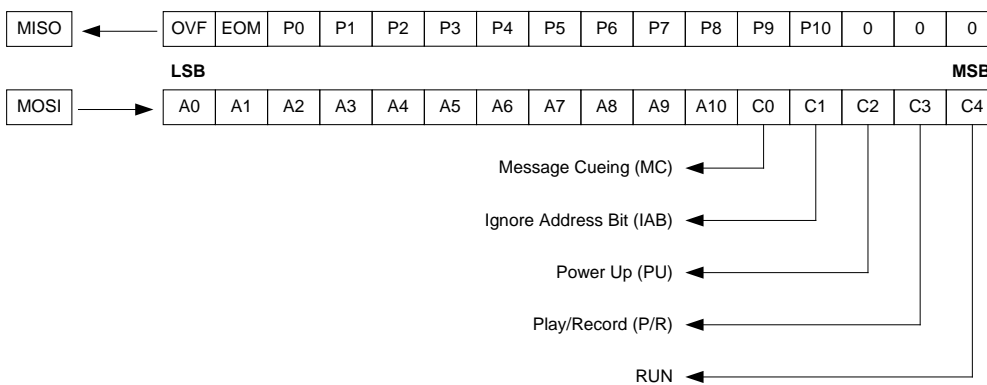 MISO OVF EOM P0 P1 P2 P3 P4 P5 P6 P7 P8 P9 P10 0 0 0
LSB MSB
MOSI A0 A1 A2 A3 A4 A5 A6 A7 A8 A9 A10 C0 C1 C2 C3 C4
Message Cueing (MC)
Ignore Address Bit (IAB)
Power Up (PU)
Play/Record (P/R)
RUN